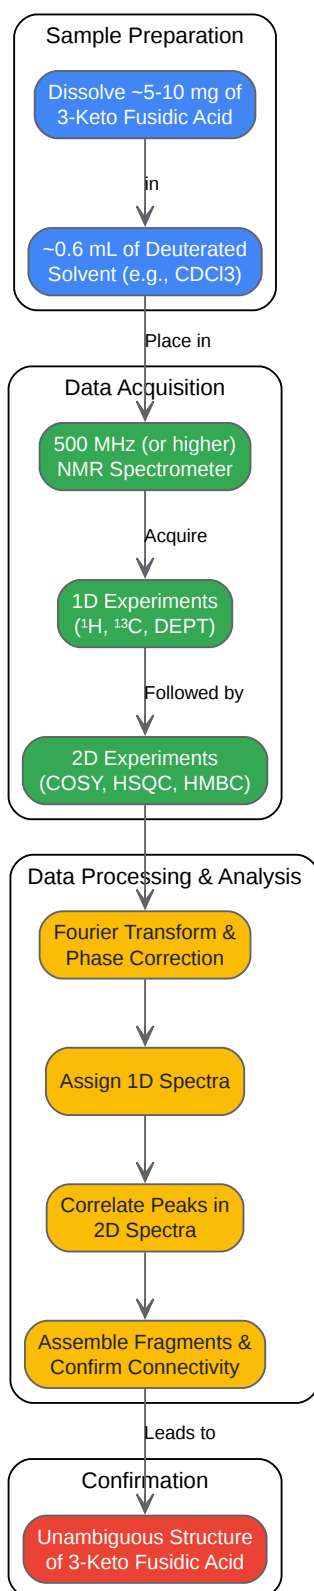 Sample Preparation
Dissolve ~5-10 mg of
3-Keto Fusidic Acid
in
~0.6 mL of Deuterated
Solvent (e.g., CDCl3)
Place in
Data Acquisition
500 MHz (or higher)
NMR Spectrometer
Acquire
1D Experiments
(¹H, ¹³C, DEPT)
Followed by
2D Experiments
(COSY, HSQC, HMBC)
Data Processing & Analysis
Fourier Transform &
Phase Correction
Assign 1D Spectra
Correlate Peaks in
2D Spectra
Assemble Fragments &
Confirm Connectivity
Leads to
Confirmation
Unambiguous Structure
of 3-Keto Fusidic Acid